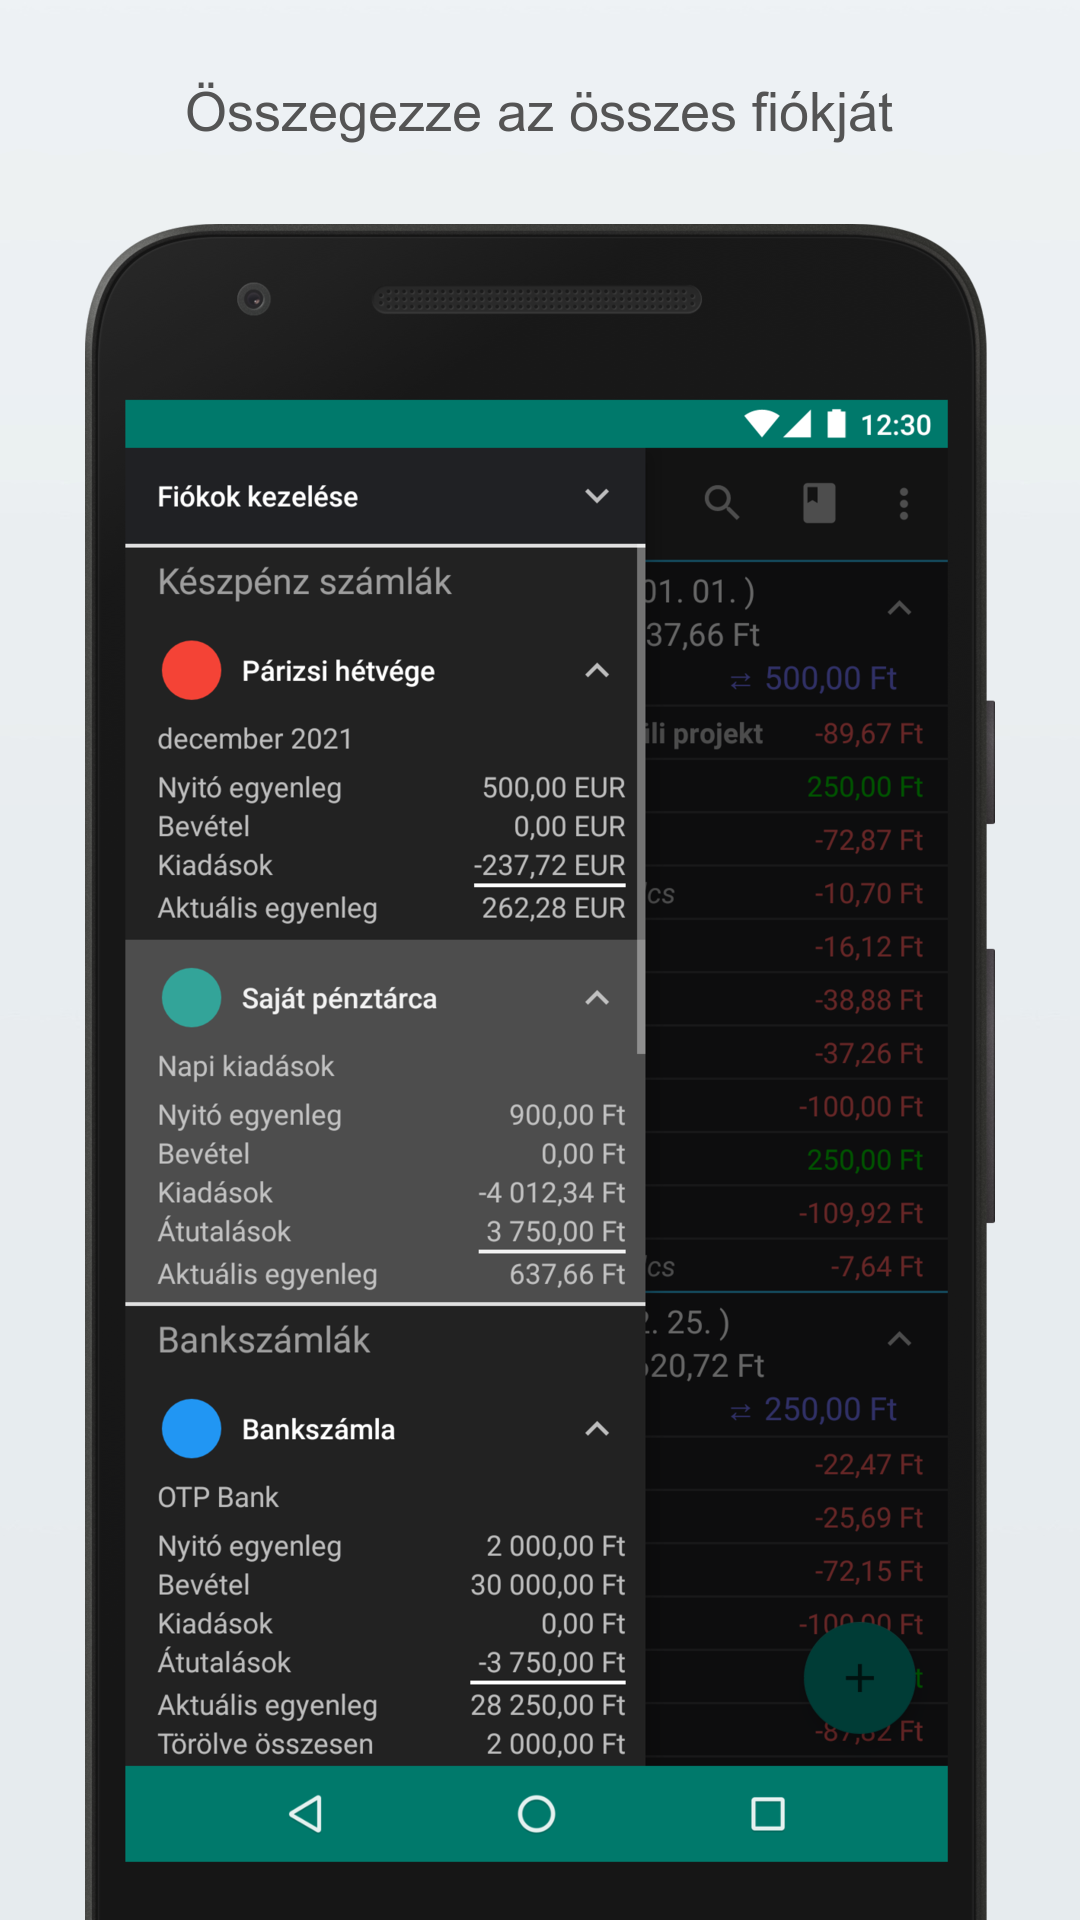 Összegezze az összes fiókját
12:30
Fiókok kezelése
Készpénz számlák
Párizsi hétvége
december 2021
Nyitó egyenleg 500,00 EUR
Bevétel 0,00 EUR
Kiadások -237,72 EUR
Aktuális egyenleg 262,28 EUR
Saját pénztárca
Napi kiadások
Nyitó egyenleg 900,00 Ft
Bevétel 0,00 Ft
Kiadások -4 012,34 Ft
Átutalások 3 750,00 Ft
Aktuális egyenleg 637,66 Ft
Bankszámlák
Bankszámla
OTP Bank
Nyitó egyenleg 2 000,00 Ft
Bevétel 30 000,00 Ft
Kiadások 0,00 Ft
Átutalások -3 750,00 Ft
Aktuális egyenleg 28 250,00 Ft
Törölve összesen 2 000,00 Ft
01. 01. )
37,66 Ft
500,00 Ft
projekt -89,67 Ft
250,00 Ft
-72,87 Ft
-10,70 Ft
-16,12 Ft
-38,88 Ft
-37,26 Ft
-100,00 Ft
250,00 Ft
-109,92 Ft
-7,64 Ft
25. )
20,72 Ft
250,00 Ft
-22,47 Ft
-25,69 Ft
-72,15 Ft
-100,00 Ft
Ft